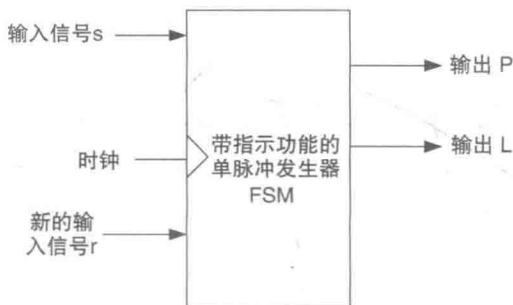 输入信号s
输出 P
带指示功能的
单脉冲发生器
FSM
输出 L
时钟
新的输
入信号r